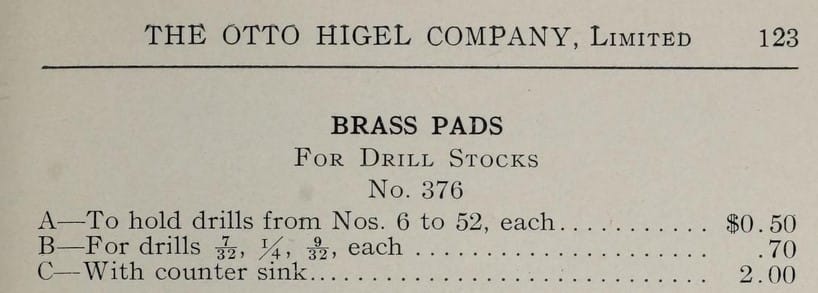 THE OTTO HIGEL COMPANY, LIMITED 123
BRASS PADS
FOR DRILL STOCKS
No. 376
A—To hold drills from Nos. 6 to 52, each............ $0.50
B—For drills 7/32, 1/4, 9/32, each ...................... .70
C—With counter sink............................. 2.00